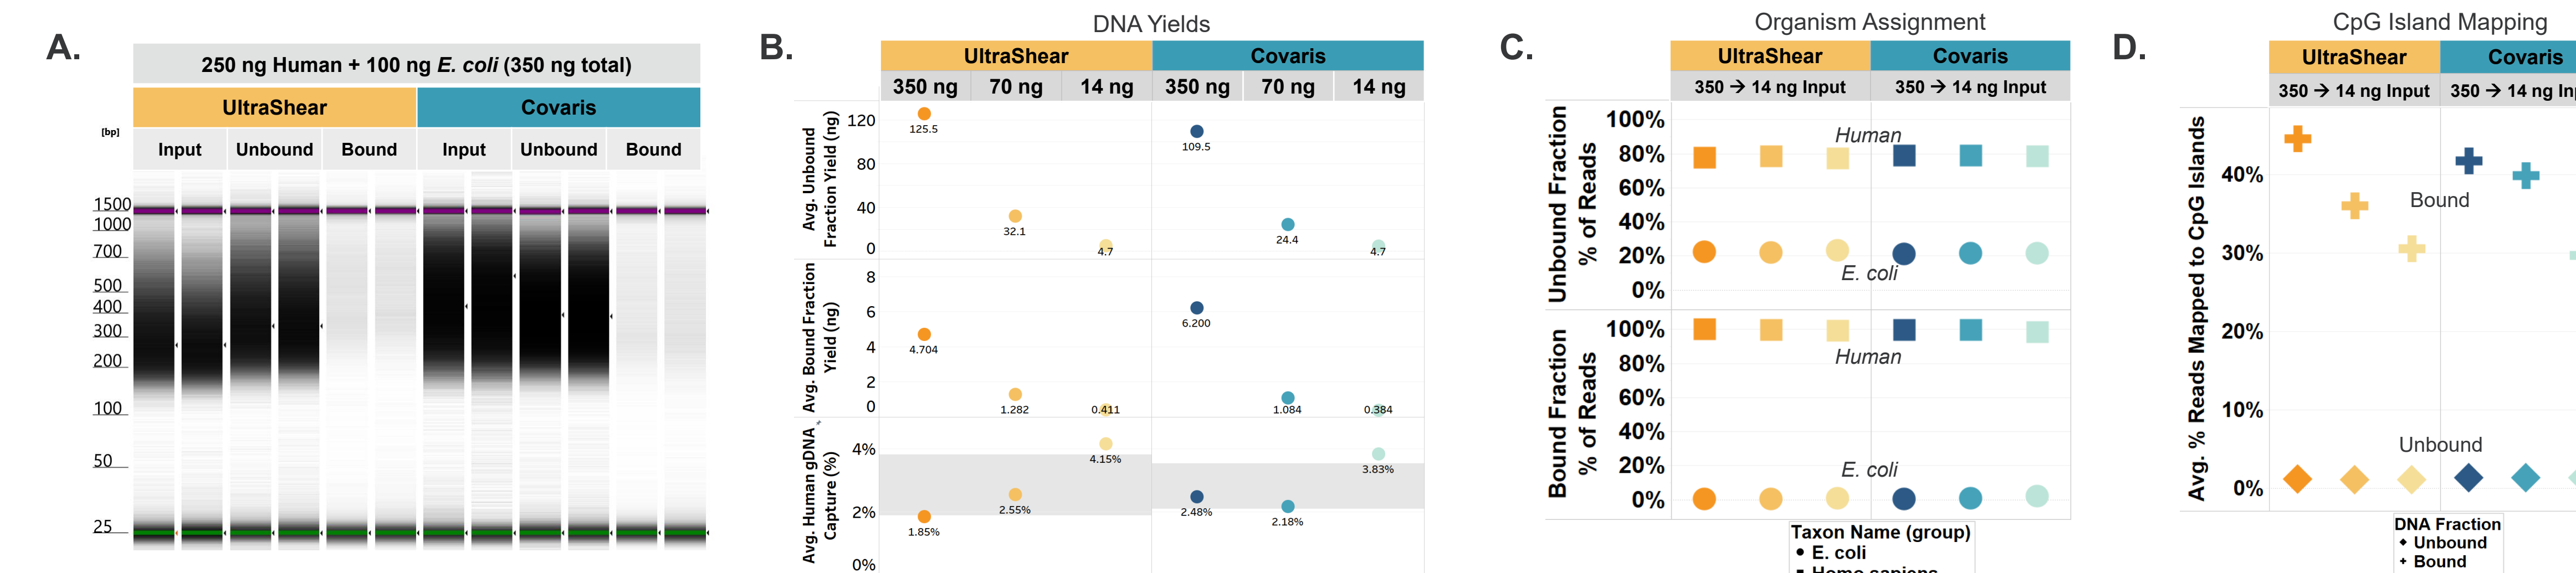 A.
250 ng Human + 100 ng E. coli (350 ng total)
UltraShear Covaris
[bp]
Input Unbound Bound Input Unbound Bound
1500
1000
700
500
400
300
200
100
50
25
B.
DNA Yields
UltraShear Covaris
350 ng 70 ng 14 ng 350 ng 70 ng 14 ng
Avg. Unbound
Fraction Yield (ng)
120
80
40
0
125.5
32.1
4.7
109.5
24.4
4.7
Avg. Bound Fraction
Yield (ng)
8
6
4
2
0
4.704
1.282
0.411
6.200
1.084
0.384
Avg. Human gDNA
Capture (%)
4%
2%
0%
1.85%
2.55%
4.15%
2.48%
2.18%
3.83%
C.
Organism Assignment
UltraShear Covaris
350 → 14 ng Input 350 → 14 ng Input
Unbound Fraction
% of Reads
100%
80%
60%
40%
20%
0%
Human
E. coli
Bound Fraction
% of Reads
100%
80%
60%
40%
20%
0%
Human
E. coli
Taxon Name (group)
E. coli
Homo sapiens
D.
CpG Island Mapping
UltraShear Covaris
350 → 14 ng Input 350 → 14 ng
Avg. % Reads Mapped to CpG Islands
40%
30%
20%
10%
0%
Bound
Unbound
DNA Fraction
Unbound
Bound